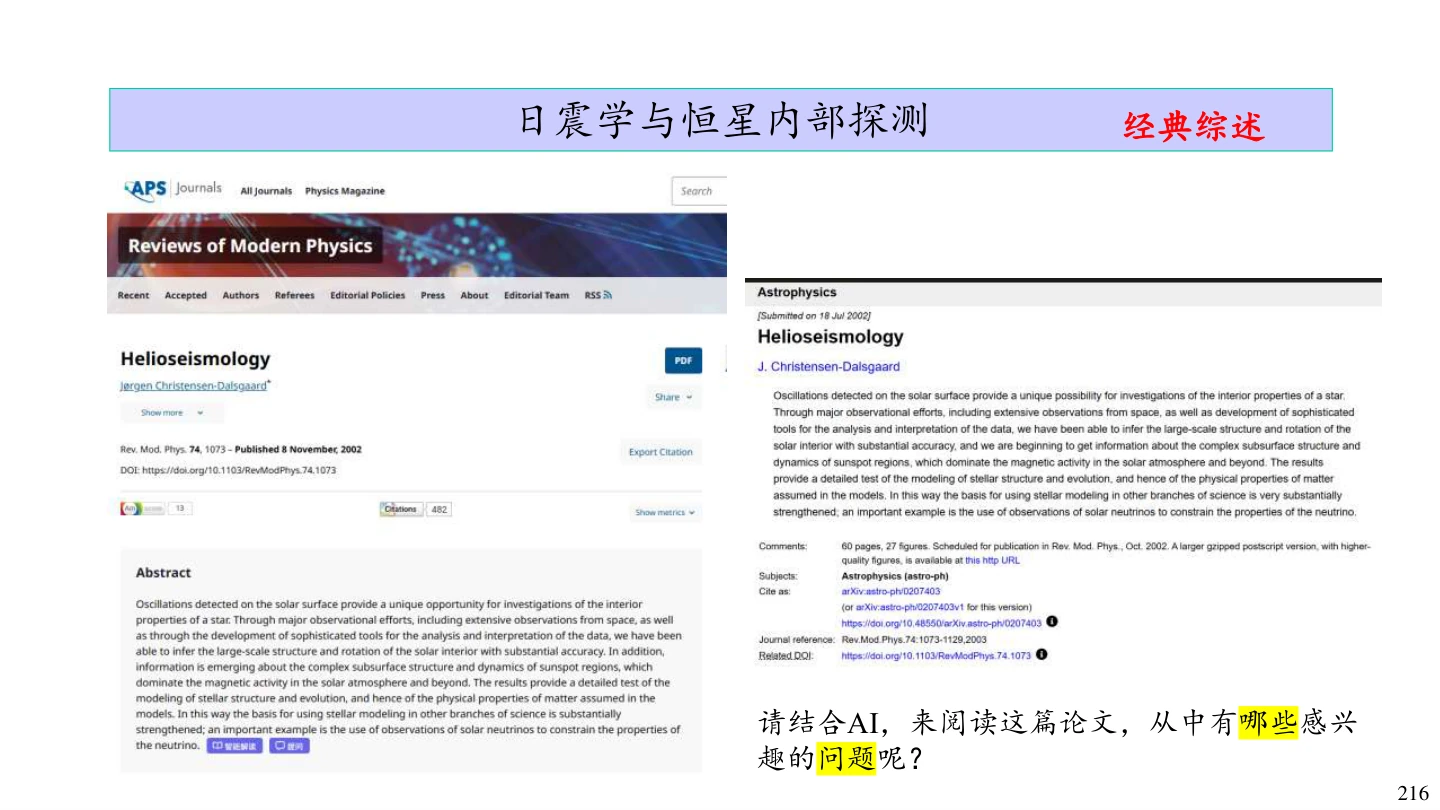 日震学与恒星内部探测
经典综述
APS Journals All Journals Physics Magazine
Search
Reviews of Modern Physics
Recent Accepted Authors Referees Editorial Policies Press About Editorial Team RSS
Helioseismology
PDF
Jørgen Christensen-Dalsgaard*
Share
Show more
Rev. Mod. Phys. 74, 1073 – Published 8 November, 2002
Export Citation
DOI: https://doi.org/10.1103/RevModPhys.74.1073
Am score 13
Citations 482
Show metrics
Abstract
Oscillations detected on the solar surface provide a unique opportunity for investigations of the interior
properties of a star. Through major observational efforts, including extensive observations from space, as well
as through the development of sophisticated tools for the analysis and interpretation of the data, we have been
able to infer the large-scale structure and rotation of the solar interior with substantial accuracy. In addition,
information is emerging about the complex subsurface structure and dynamics of sunspot regions, which
dominate the magnetic activity in the solar atmosphere and beyond. The results provide a detailed test of the
modeling of stellar structure and evolution, and hence of the physical properties of matter assumed in the
models. In this way the basis for using stellar modeling in other branches of science is substantially
strengthened; an important example is the use of observations of solar neutrinos to constrain the properties of
the neutrino. 智能解读 提问
Astrophysics
[Submitted on 18 Jul 2002]
Helioseismology
J. Christensen-Dalsgaard
Oscillations detected on the solar surface provide a unique possibility for investigations of the interior properties of a star.
Through major observational efforts, including extensive observations from space, as well as development of sophisticated
tools for the analysis and interpretation of the data, we have been able to infer the large-scale structure and rotation of the
solar interior with substantial accuracy, and we are beginning to get information about the complex subsurface structure and
dynamics of sunspot regions, which dominate the magnetic activity in the solar atmosphere and beyond. The results
provide a detailed test of the modeling of stellar structure and evolution, and hence of the physical properties of matter
assumed in the models. In this way the basis for using stellar modeling in other branches of science is very substantially
strengthened; an important example is the use of observations of solar neutrinos to constrain the properties of the neutrino.
Comments: 60 pages, 27 figures. Scheduled for publication in Rev. Mod. Phys., Oct. 2002. A larger gzipped postscript version, with higher-
quality figures, is available at this http URL
Subjects: Astrophysics (astro-ph)
Cite as: arXiv:astro-ph/0207403
(or arXiv:astro-ph/0207403v1 for this version)
https://doi.org/10.48550/arXiv.astro-ph/0207403
Journal reference: Rev.Mod.Phys.74:1073-1129,2003
Related DOI: https://doi.org/10.1103/RevModPhys.74.1073
请结合AI，来阅读这篇论文，从中有哪些感兴
趣的问题呢？
216